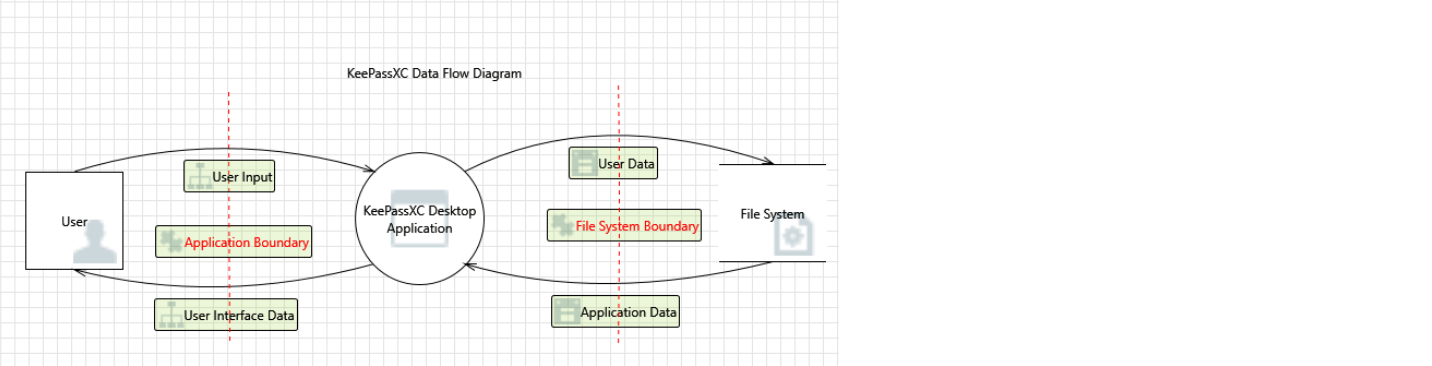 KeePassXC Data Flow Diagram
User Input
User Data
User
KeePassXC Desktop
Application
File System
Application Boundary
File System Boundary
User Interface Data
Application Data